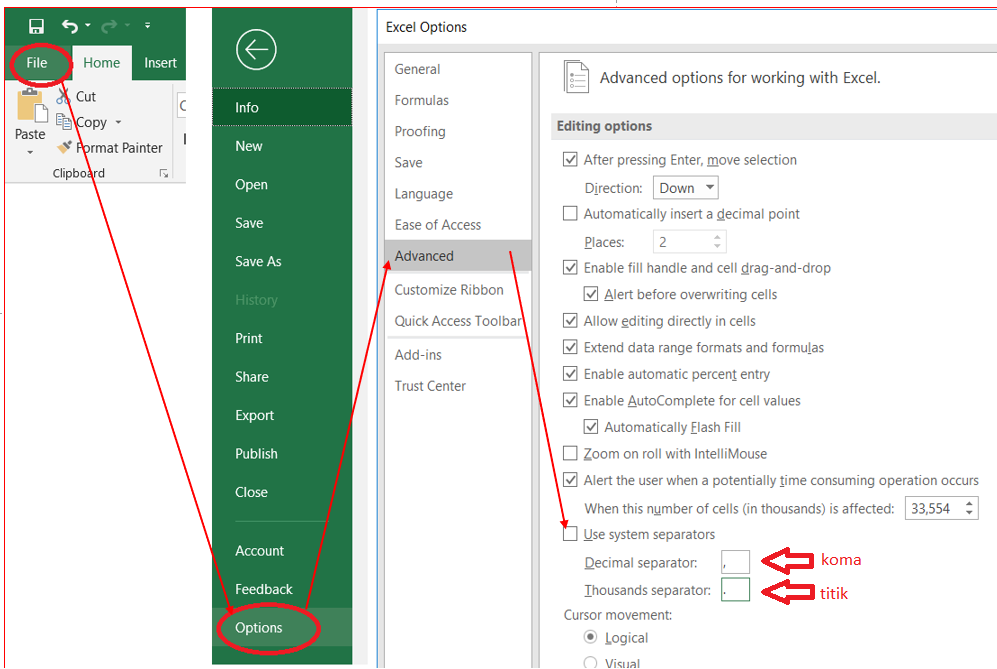 File
Home
Insert
Paste
Cut
Copy
Format Painter
Clipboard
Info
New
Open
Save
Save As
History
Print
Share
Export
Publish
Close
Account
Feedback
Options
Excel Options
General
Formulas
Proofing
Save
Language
Ease of Access
Advanced
Customize Ribbon
Quick Access Toolbar
Add-ins
Trust Center
Advanced options for working with Excel.
Editing options
After pressing Enter, move selection
Direction: Down
Automatically insert a decimal point
Places: 2
Enable fill handle and cell drag-and-drop
Alert before overwriting cells
Allow editing directly in cells
Extend data range formats and formulas
Enable automatic percent entry
Enable AutoComplete for cell values
Automatically Flash Fill
Zoom on roll with IntelliMouse
Alert the user when a potentially time consuming operation occurs
When this number of cells (in thousands) is affected: 33,554
Use system separators
Decimal separator: , koma
Thousands separator: . titik
Cursor movement:
Logical
Visual